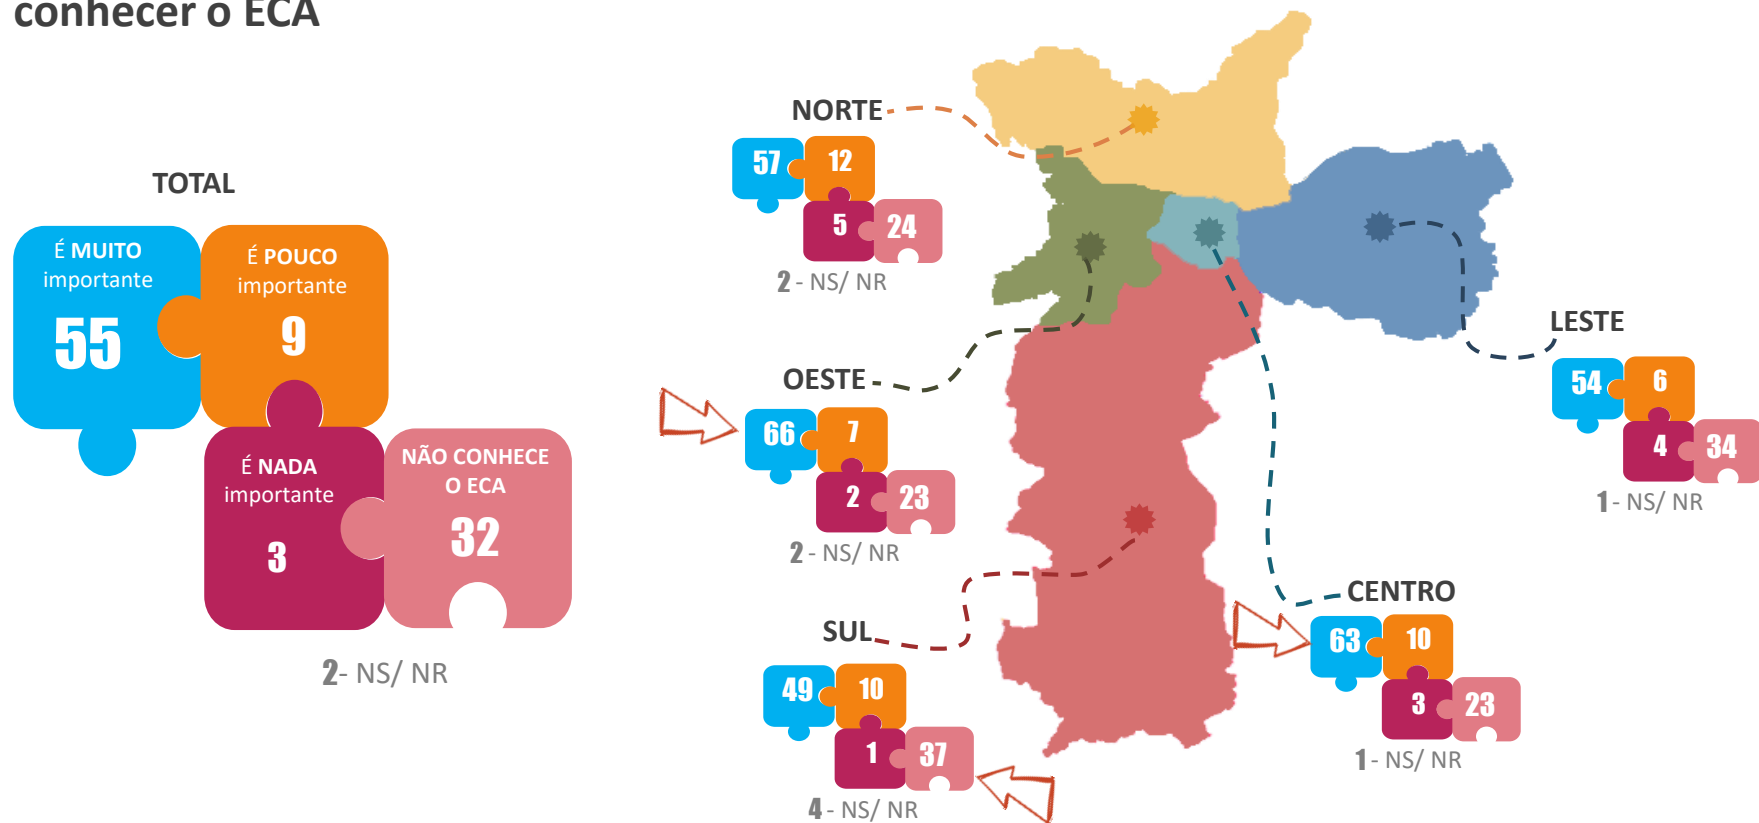 conhecer o ECA
TOTAL
É MUITO
importante
55
É POUCO
importante
9
É NADA
importante
3
NÃO CONHECE
O ECA
32
2- NS/ NR
NORTE
57
12
5
24
2 - NS/ NR
OESTE
66
7
2
23
2 - NS/ NR
SUL
49
10
1
37
4 - NS/ NR
LESTE
54
6
4
34
1 - NS/ NR
CENTRO
63
10
3
23
1 - NS/ NR